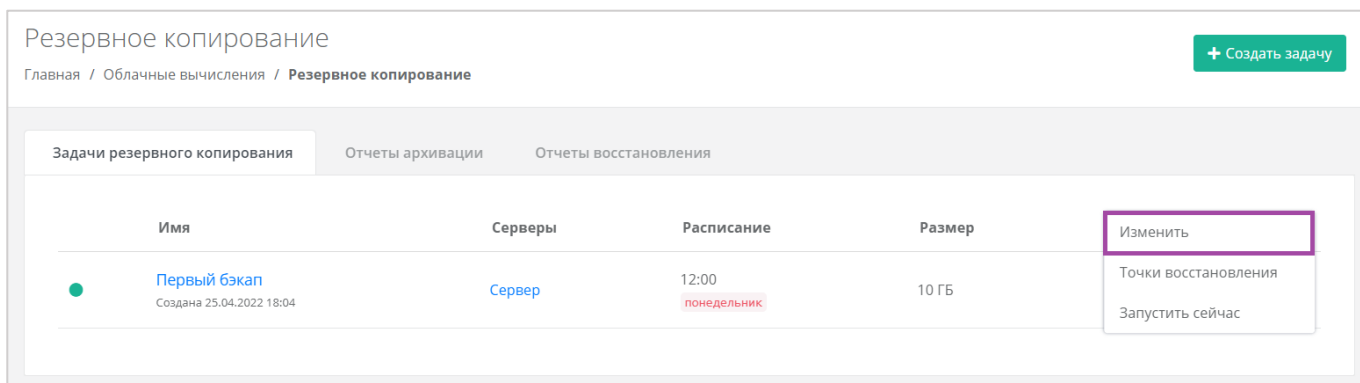 Резервное копирование
+ Создать задачу
Главная / Облачные вычисления / Резервное копирование
Задачи резервного копирования Отчеты архивации Отчеты восстановления
Имя Серверы Расписание Размер
Изменить
Первый бэкап Сервер 12:00 10 ГБ
Создана 25.04.2022 18:04 понедельник
Точки восстановления
Запустить сейчас